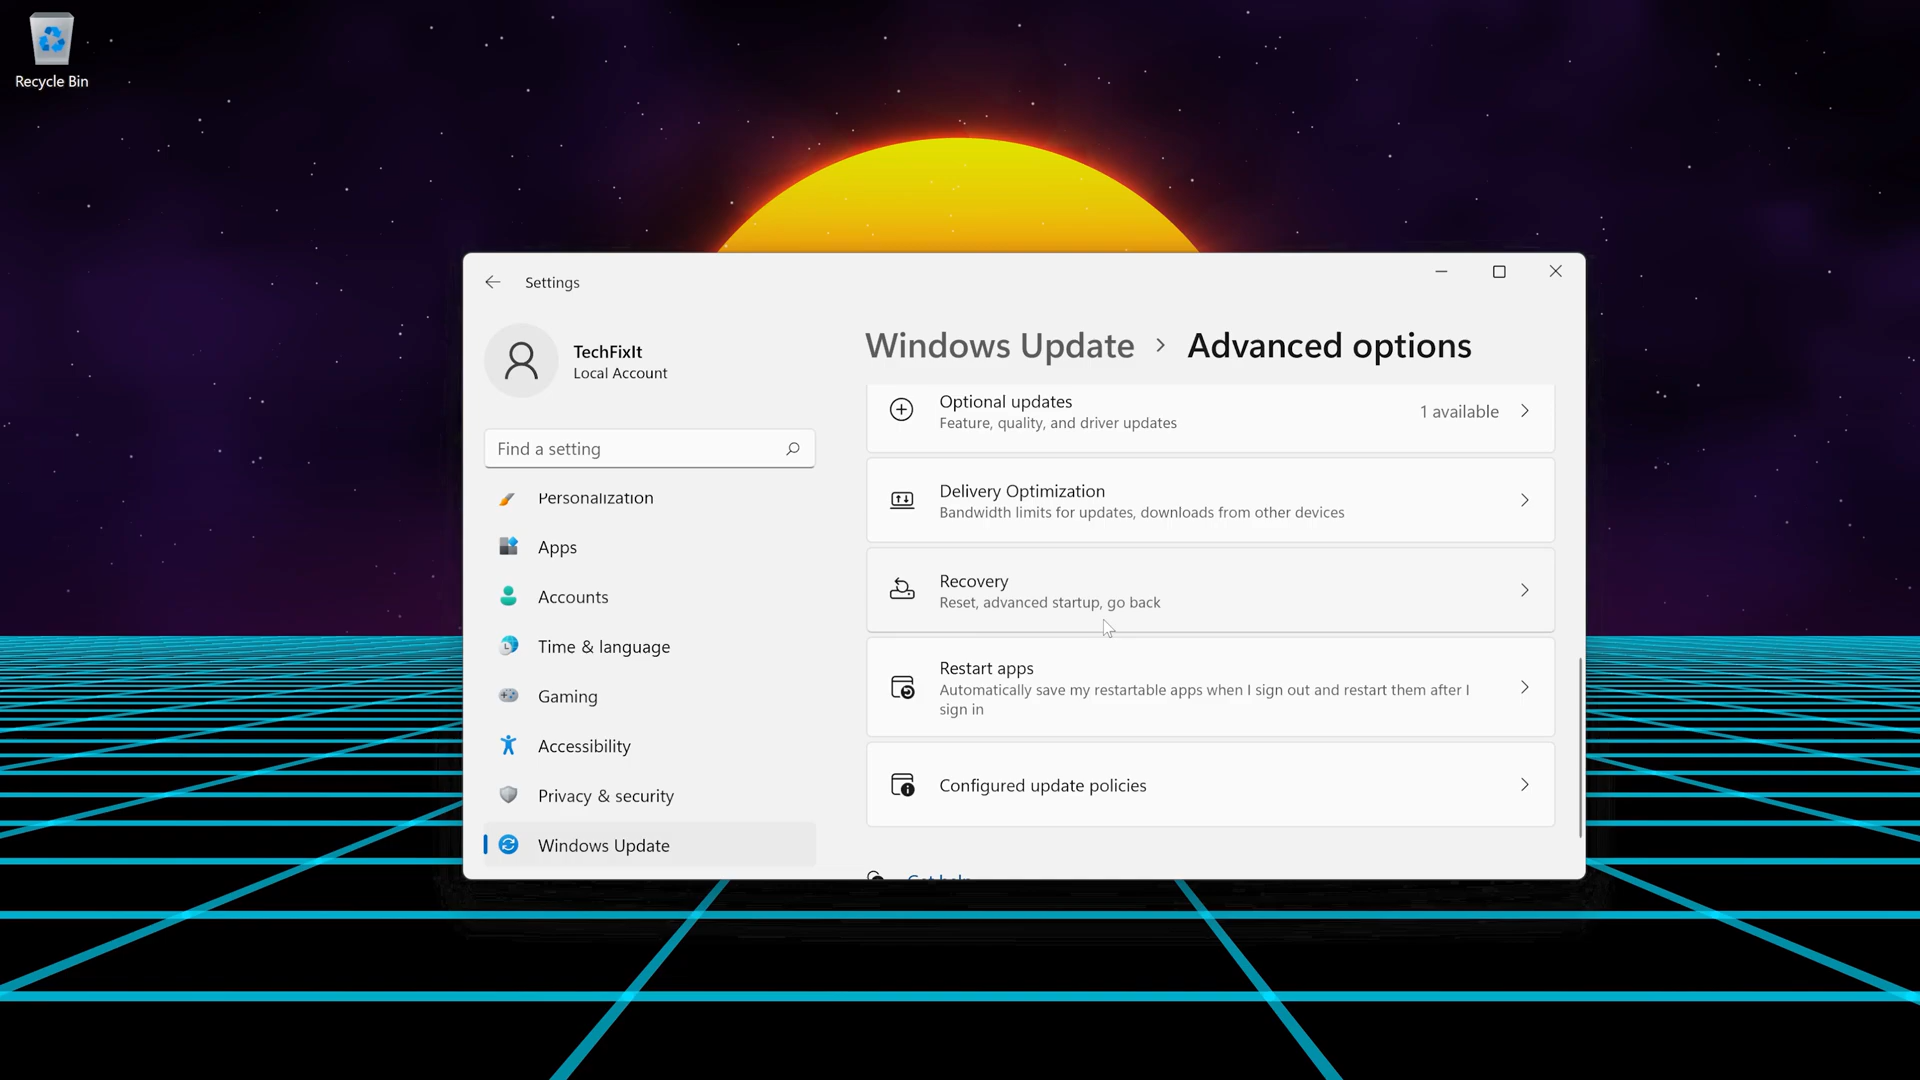 Recycle Bin
Settings
TechFixIt
Local Account
Find a setting
Personalization
Apps
Accounts
Time & language
Gaming
Accessibility
Privacy & security
Windows Update
Windows Update > Advanced options
Optional updates
Feature, quality, and driver updates
1 available
Delivery Optimization
Bandwidth limits for updates, downloads from other devices
Recovery
Reset, advanced startup, go back
Restart apps
Automatically save my restartable apps when I sign out and restart them after I
sign in
Configured update policies
Get help